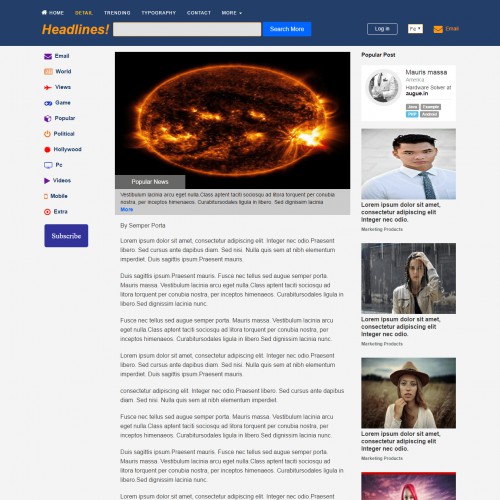 HOME DETAIL TRENDING TYPOGRAPHY CONTACT MORE
Headlines! Search More Log in Email
Email
World
Views
Game
Popular
Political
Hollywood
Pc
Videos
Mobile
Extra
Subscribe
Popular News
Vestibulum lacinia arcu eget nulla.Class aptent taciti sociosqu ad litora torquent per conubia
nostra, per inceptos himenaeos. Curabitursodales ligula in libero. Sed dignissim lacinia
More
By Semper Porta
Lorem ipsum dolor sit amet, consectetur adipiscing elit. Integer nec odio.Praesent
libero. Sed cursus ante dapibus diam. Sed nisi. Nulla quis sem at nibh elementum
imperdiet. Duis sagittis ipsum.Praesent mauris.
Duis sagittis ipsum.Praesent mauris. Fusce nec tellus sed augue semper porta.
Mauris massa. Vestibulum lacinia arcu eget nulla.Class aptent taciti sociosqu ad
litora torquent per conubia nostra, per inceptos himenaeos. Curabitursodales ligula in
libero.Sed dignissim lacinia nunc.
Fusce nec tellus sed augue semper porta. Mauris massa. Vestibulum lacinia arcu
eget nulla.Class aptent taciti sociosqu ad litora torquent per conubia nostra, per
inceptos himenaeos. Curabitursodales ligula in libero.Sed dignissim lacinia nunc.
Lorem ipsum dolor sit amet, consectetur adipiscing elit. Integer nec odio.Praesent
libero. Sed cursus ante dapibus diam. Sed nisi. Nulla quis sem at nibh elementum
imperdiet. Duis sagittis ipsum.Praesent mauris.
consectetur adipiscing elit. Integer nec odio.Praesent libero. Sed cursus ante dapibus
diam. Sed nisi. Nulla quis sem at nibh elementum imperdiet.
Fusce nec tellus sed augue semper porta. Mauris massa. Vestibulum lacinia arcu
eget nulla.Class aptent taciti sociosqu ad litora torquent per conubia nostra, per
inceptos himenaeos. Curabitursodales ligula in libero.Sed dignissim lacinia nunc.
Duis sagittis ipsum.Praesent mauris. Fusce nec tellus sed augue semper porta.
Mauris massa. Vestibulum lacinia arcu eget nulla.Class aptent taciti sociosqu ad
litora torquent per conubia nostra, per inceptos himenaeos. Curabitursodales ligula in
libero.Sed dignissim lacinia nunc.
Lorem ipsum dolor sit amet, consectetur adipiscing elit. Integer nec odio.Praesent
Popular Post
Mauris massa
America
Hardware Solver at
augue.in
Java Example
PHP Android
Lorem ipsum dolor sit amet,
consectetur adipiscing elit
Integer nec odio.
Marketing Products
Lorem ipsum dolor sit amet,
consectetur adipiscing elit
Integer nec odio.
Marketing Products
Lorem ipsum dolor sit amet,
consectetur adipiscing elit
Integer nec odio.
Marketing Products